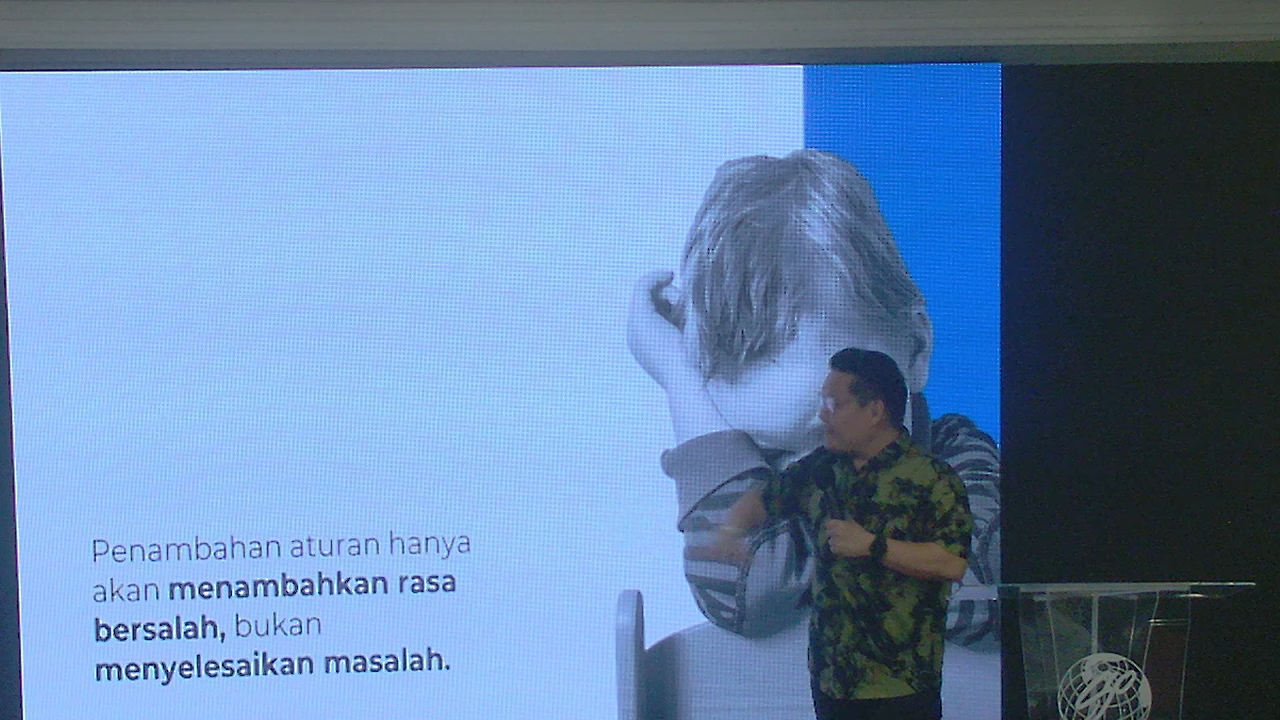 Penambahan aturan hanya
akan menambahkan rasa
bersalah, bukan
menyelesaikan masalah.